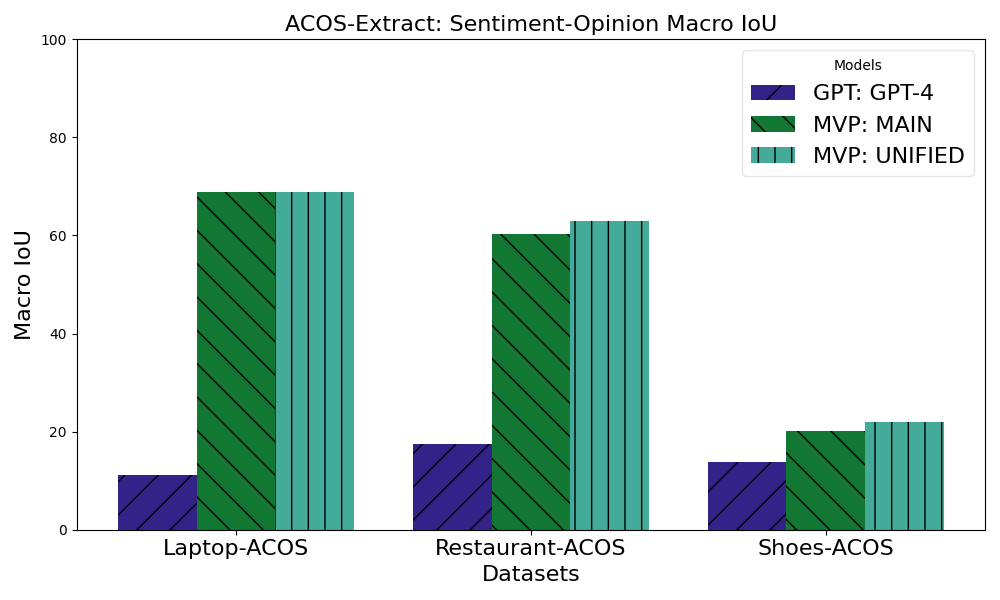 ACOS-Extract: Sentiment-Opinion Macro IoU
Macro IoU
100
80
60
40
20
0
Models
GPT: GPT-4
MVP: MAIN
MVP: UNIFIED
Laptop-ACOS
Restaurant-ACOS
Shoes-ACOS
Datasets